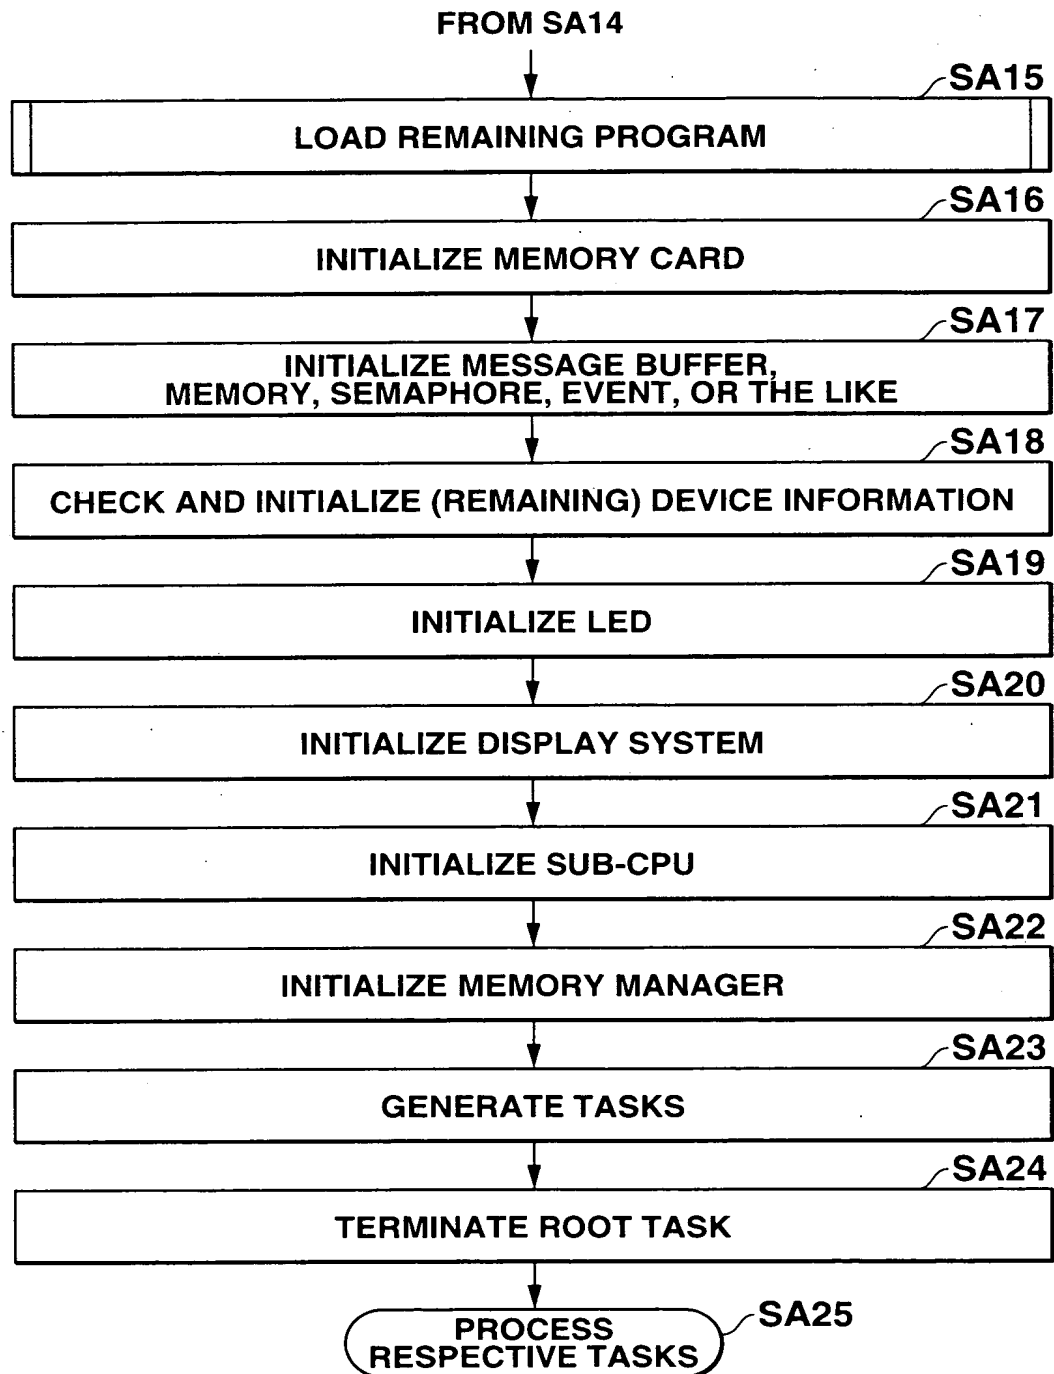 FROM SA14
SA15
LOAD REMAINING PROGRAM
SA16
INITIALIZE MEMORY CARD
SA17
INITIALIZE MESSAGE BUFFER,
MEMORY, SEMAPHORE, EVENT, OR THE LIKE
SA18
CHECK AND INITIALIZE (REMAINING) DEVICE INFORMATION
SA19
INITIALIZE LED
SA20
INITIALIZE DISPLAY SYSTEM
SA21
INITIALIZE SUB-CPU
SA22
INITIALIZE MEMORY MANAGER
SA23
GENERATE TASKS
SA24
TERMINATE ROOT TASK
SA25
PROCESS
RESPECTIVE TASKS